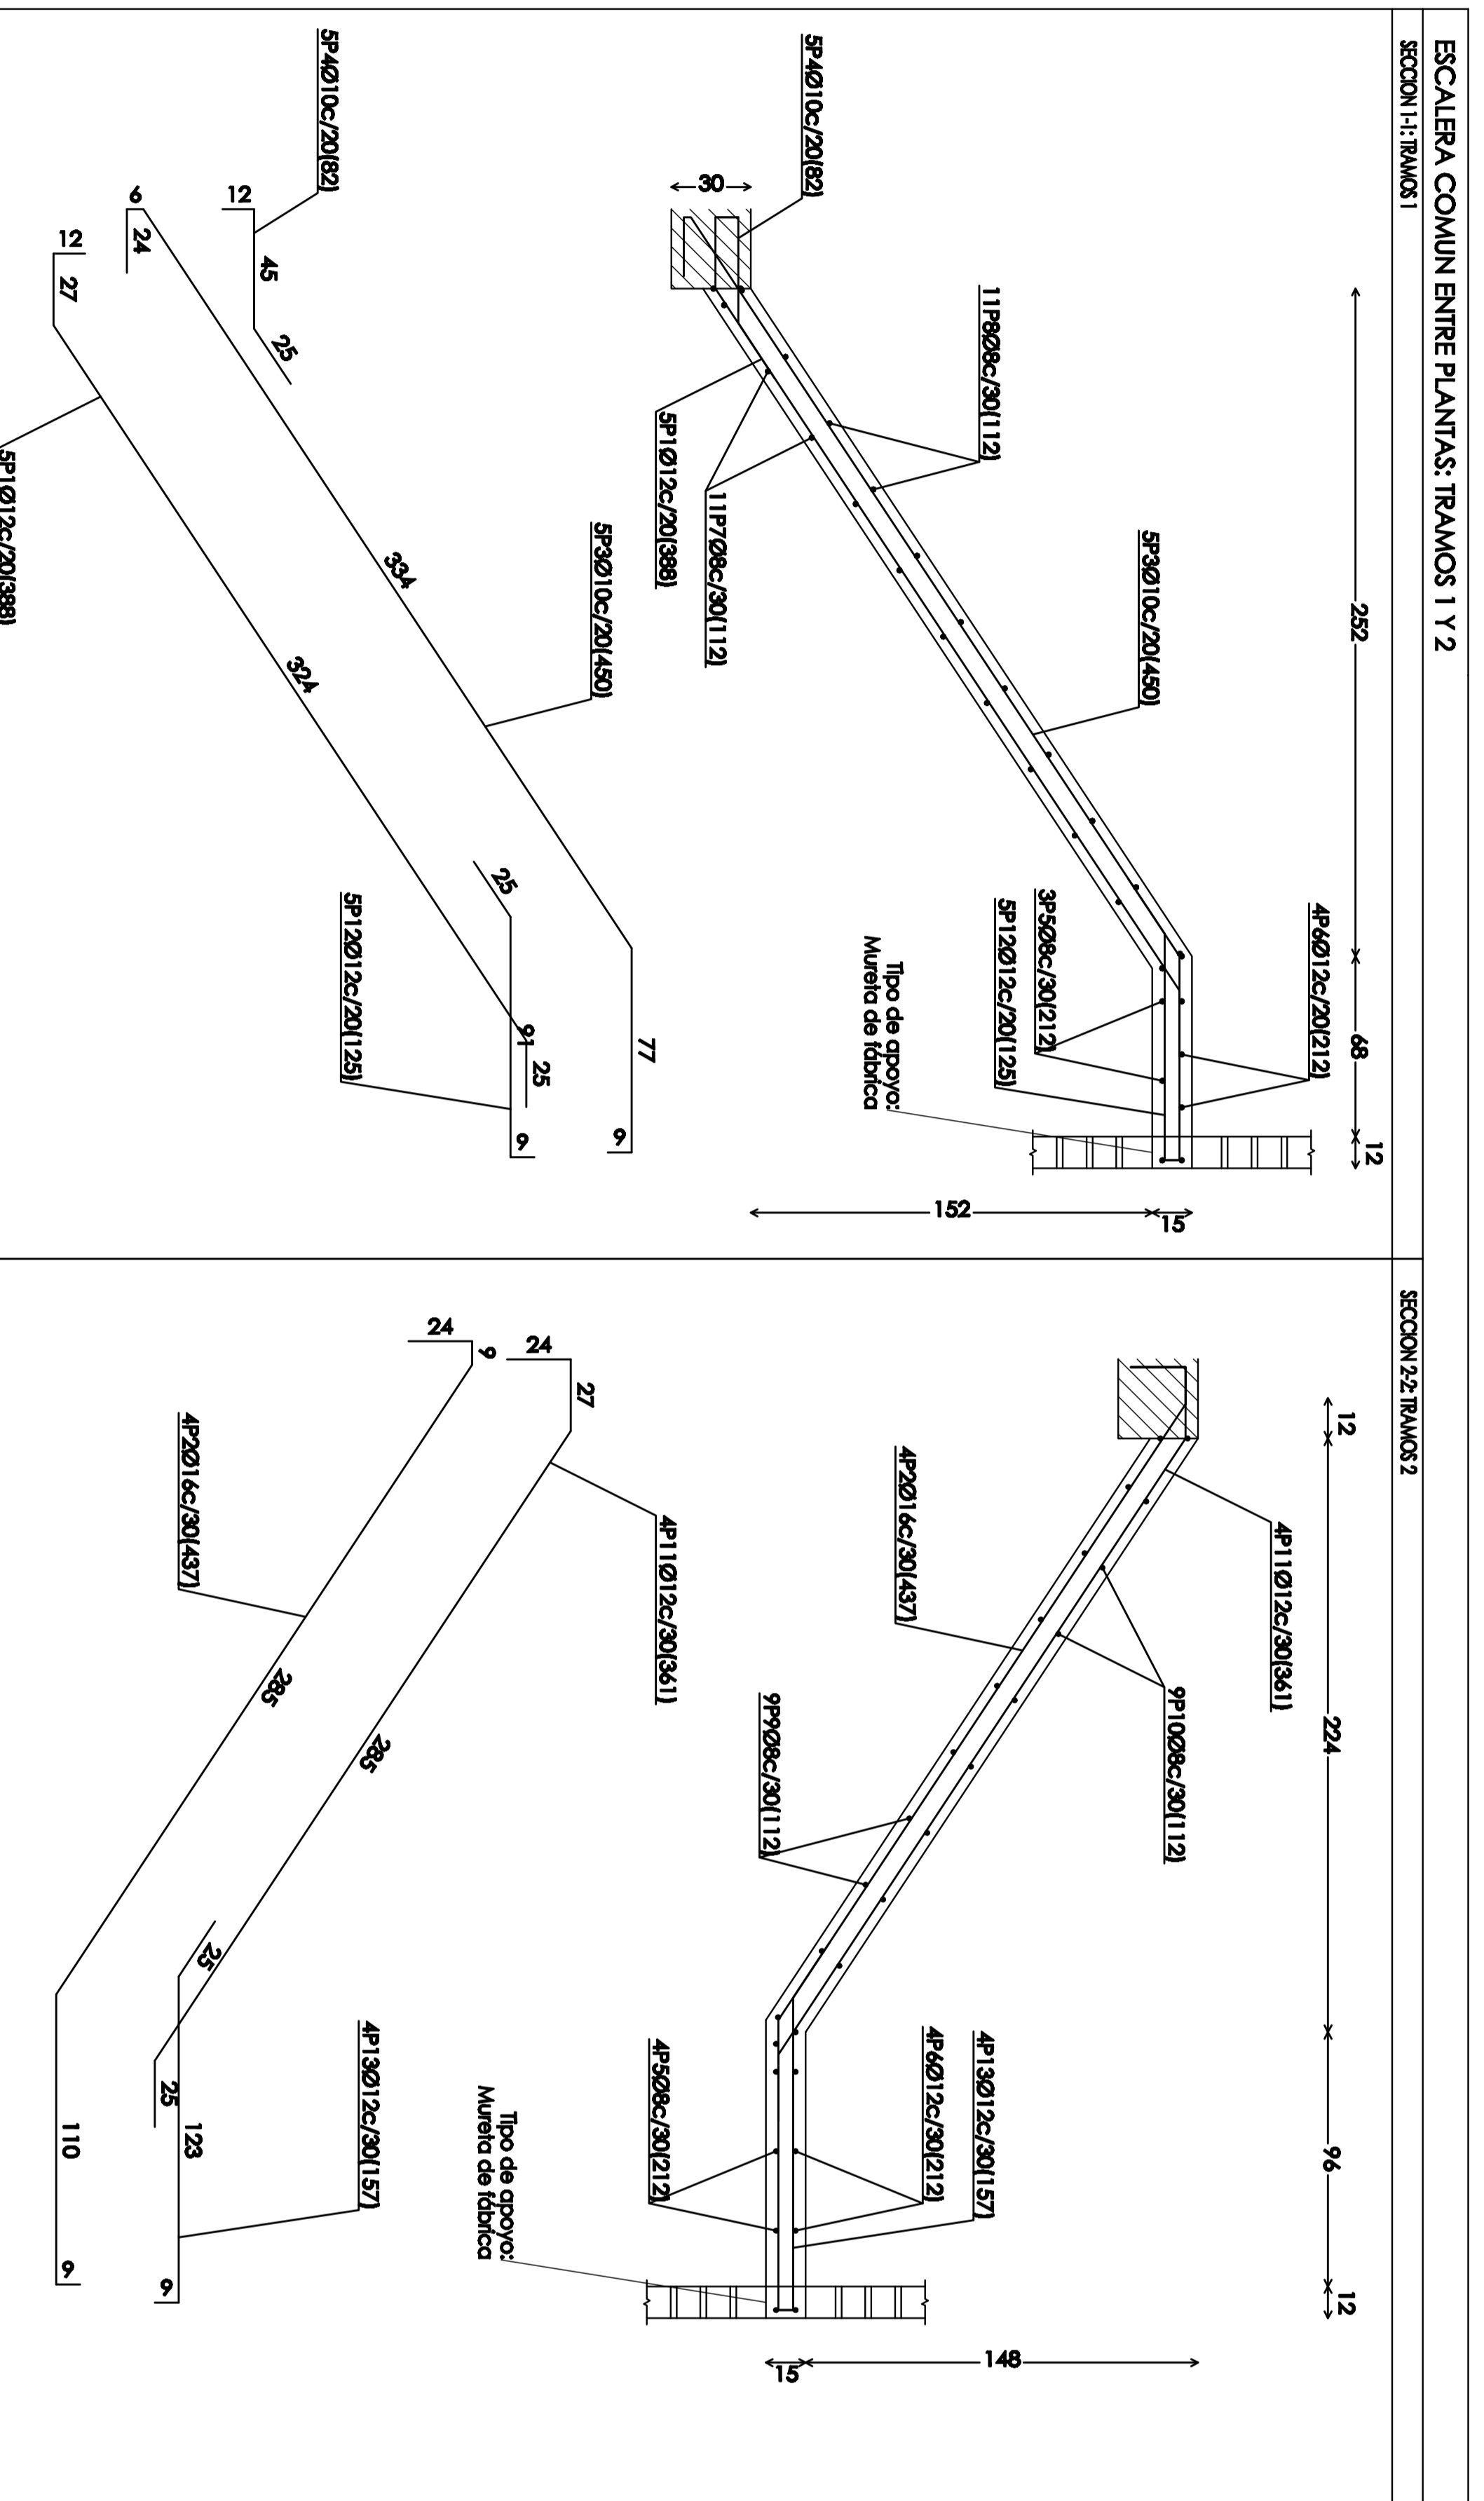 ESCALERA COMUN ENTRE PLANTAS: TRAMOS 1 Y 2
SECCION 1-1: TRAMOS 1
252
68
12
4P6Ø12c/20(212)
5P3Ø10c/20(450)
11P8Ø8c/30(112)
3P5Ø8c/30(212)
5P12Ø12c/20(125)
5P4Ø10c/20(82)
30
Tipo de apoyo:
Mureta de fábrica
152
15
11P7Ø8c/30(112)
5P1Ø12c/20(388)
5P3Ø10c/20(450)
77
9
334
6
24
5P4Ø10c/20(82)
12
45
25
25
91
9
5P12Ø12c/20(125)
25
324
12
27
5P1Ø12c/20(388)
SECCION 2-2: TRAMOS 2
12
224
96
12
4P11Ø12c/30(361)
9P10Ø8c/30(112)
4P13Ø12c/30(157)
4P6Ø12c/30(212)
4P2Ø16c/30(437)
9P9Ø8c/30(112)
4P5Ø8c/30(212)
148
15
Tipo de apoyo:
Mureta de fábrica
4P11Ø12c/30(361)
24
27
24
9
285
285
4P13Ø12c/30(157)
4P2Ø16c/30(437)
25
123
9
25
110
9